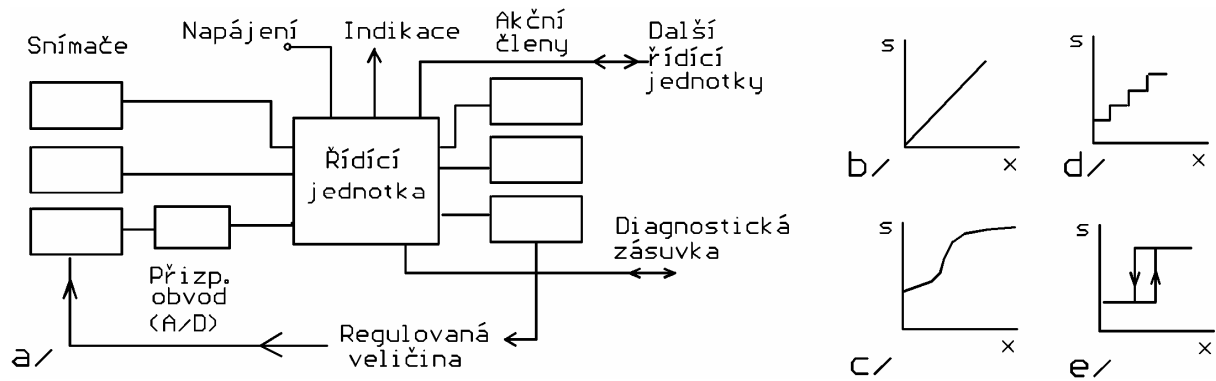 Snímače
Napájení
Indikace
Akční
členy
Další
řídící
jednotky
Řídící
jednotka
Přizp.
obvod
(A/D)
Diagnostická
zásuvka
Regulovaná
veličina
a/
s
x
b/
s
x
d/
s
x
c/
s
x
e/